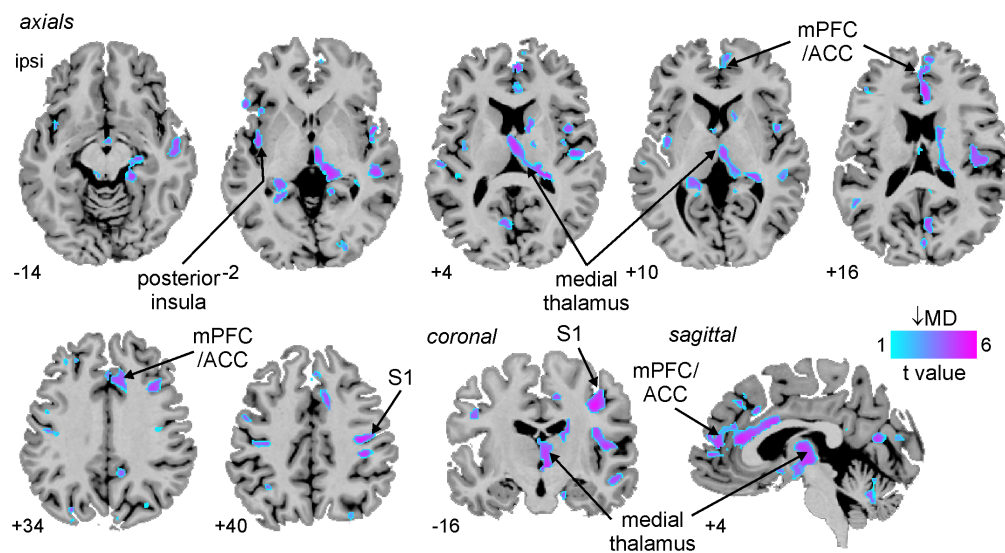 axials
ipsi
mPFC
/ACC
-14
posterior
insula
-2
+4
medial
thalamus
+10
+16
mPFC
/ACC
S1
+34
+40
coronal
S1
sagittal
mPFC/
ACC
↓MD
1 6
t value
-16
medial
thalamus
+4